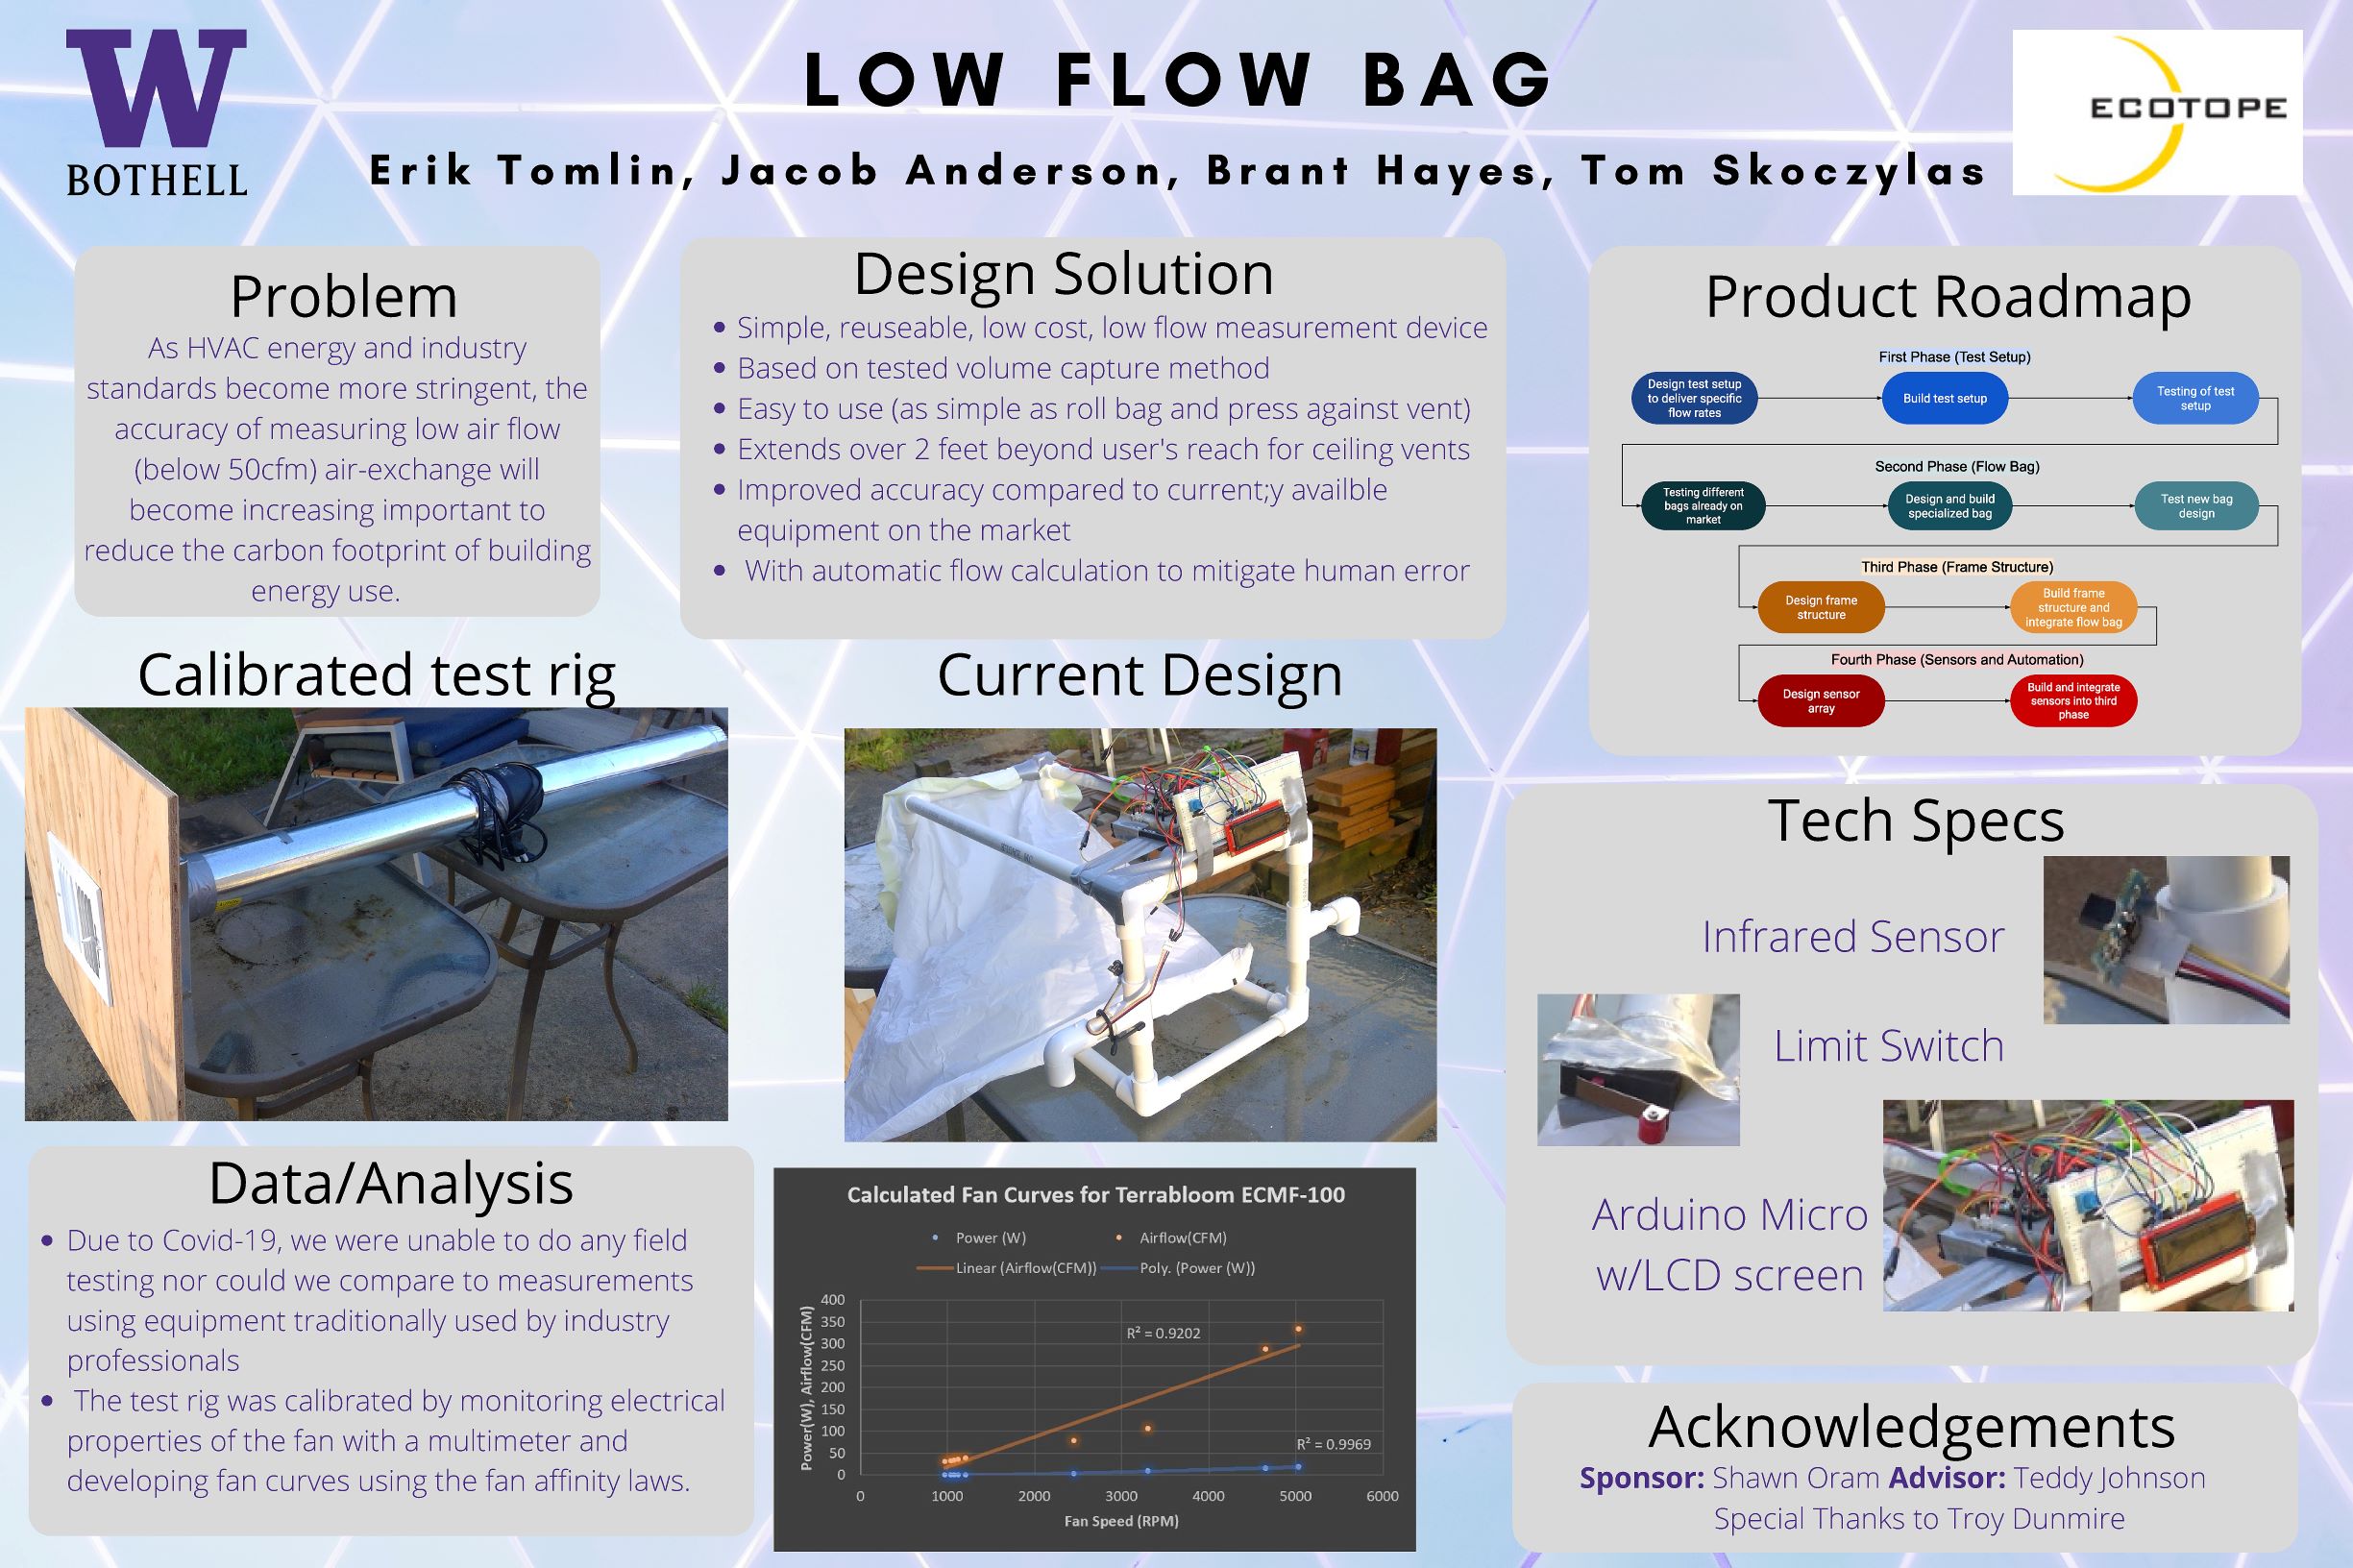 W
BOTHELL
LOW FLOW BAG
Erik Tomlin, Jacob Anderson, Brant Hayes, Tom Skoczylas
ECOTOPE
Problem
As HVAC energy and industry
standards become more stringent, the
accuracy of measuring low air flow
(below 50cfm) air-exchange will
become increasing important to
reduce the carbon footprint of building
energy use.
Design Solution
• Simple, reuseable, low cost, low flow measurement device
• Based on tested volume capture method
• Easy to use (as simple as roll bag and press against vent)
• Extends over 2 feet beyond user's reach for ceiling vents
• Improved accuracy compared to current;y availble
equipment on the market
• With automatic flow calculation to mitigate human error
Product Roadmap
First Phase (Test Setup)
Design test setup
to deliver specific
flow rates
Build test setup
Testing of test
setup
Second Phase (Flow Bag)
Testing different
bags already on
market
Design and build
specialized bag
Test new bag
design
Third Phase (Frame Structure)
Design frame
structure
Build frame
structure and
integrate flow bag
Fourth Phase (Sensors and Automation)
Design sensor
array
Build and integrate
sensors into third
phase
Calibrated test rig
Current Design
Tech Specs
Infrared Sensor
Limit Switch
Arduino Micro
w/LCD screen
Data/Analysis
• Due to Covid-19, we were unable to do any field
testing nor could we compare to measurements
using equipment traditionally used by industry
professionals
• The test rig was calibrated by monitoring electrical
properties of the fan with a multimeter and
developing fan curves using the fan affinity laws.
Calculated Fan Curves for Terrabloom ECMF-100
Power (W)
Airflow(CFM)
Linear (Airflow(CFM))
Poly. (Power (W))
Power(W), Airflow(CFM)
400
350
300
250
200
150
100
50
0
R² = 0.9202
R² = 0.9969
0 1000 2000 3000 4000 5000 6000
Fan Speed (RPM)
Acknowledgements
Sponsor: Shawn Oram Advisor: Teddy Johnson
Special Thanks to Troy Dunmire